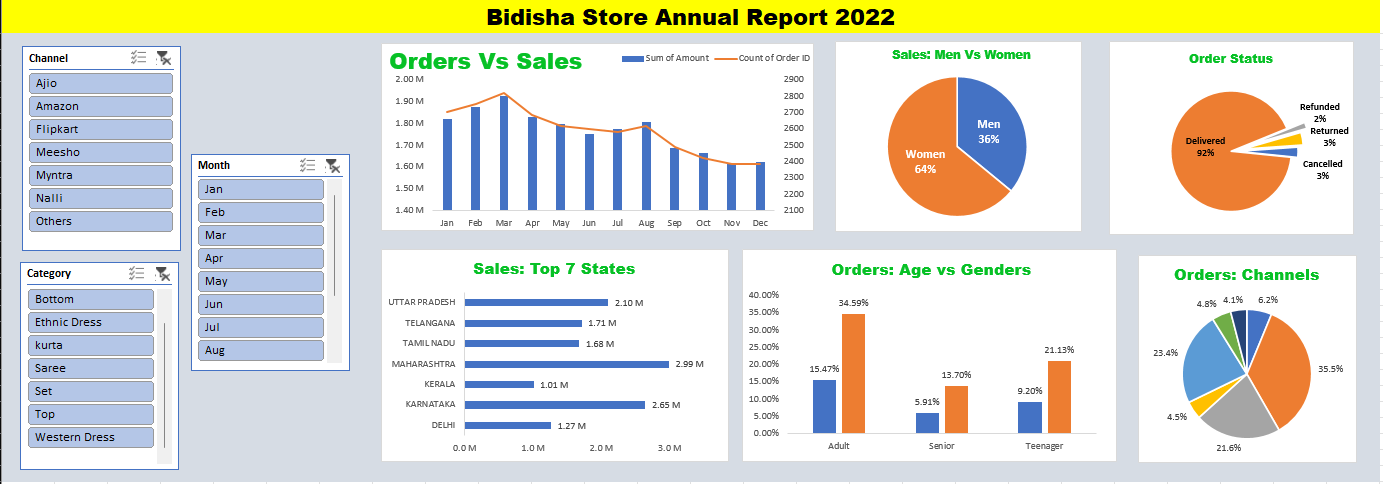 Bidisha Store Annual Report 2022
Channel
Ajio
Amazon
Flipkart
Meesho
Myntra
Nalli
Others
Month
Jan
Feb
Mar
Apr
May
Jun
Jul
Aug
Category
Bottom
Ethnic Dress
kurta
Saree
Set
Top
Western Dress
Orders Vs Sales
Sum of Amount
Count of Order ID
2.00 M
1.90 M
1.80 M
1.70 M
1.60 M
1.50 M
1.40 M
2900
2800
2700
2600
2500
2400
2300
2200
2100
Jan Feb Mar Apr May Jun Jul Aug Sep Oct Nov Dec
Sales: Men Vs Women
Men
36%
Women
64%
Order Status
Refunded
2%
Returned
3%
Delivered
92%
Cancelled
3%
Sales: Top 7 States
UTTAR PRADESH 2.10 M
TELANGANA 1.71 M
TAMIL NADU 1.68 M
MAHARASHTRA 2.99 M
KERALA 1.01 M
KARNATAKA 2.65 M
DELHI 1.27 M
0.0 M 1.0 M 2.0 M 3.0 M
Orders: Age vs Genders
40.00%
35.00%
30.00%
25.00%
20.00%
15.00%
10.00%
5.00%
0.00%
15.47%
34.59%
5.91%
13.70%
9.20%
21.13%
Adult Senior Teenager
Orders: Channels
4.8% 4.1% 6.2%
23.4%
35.5%
4.5%
21.6%